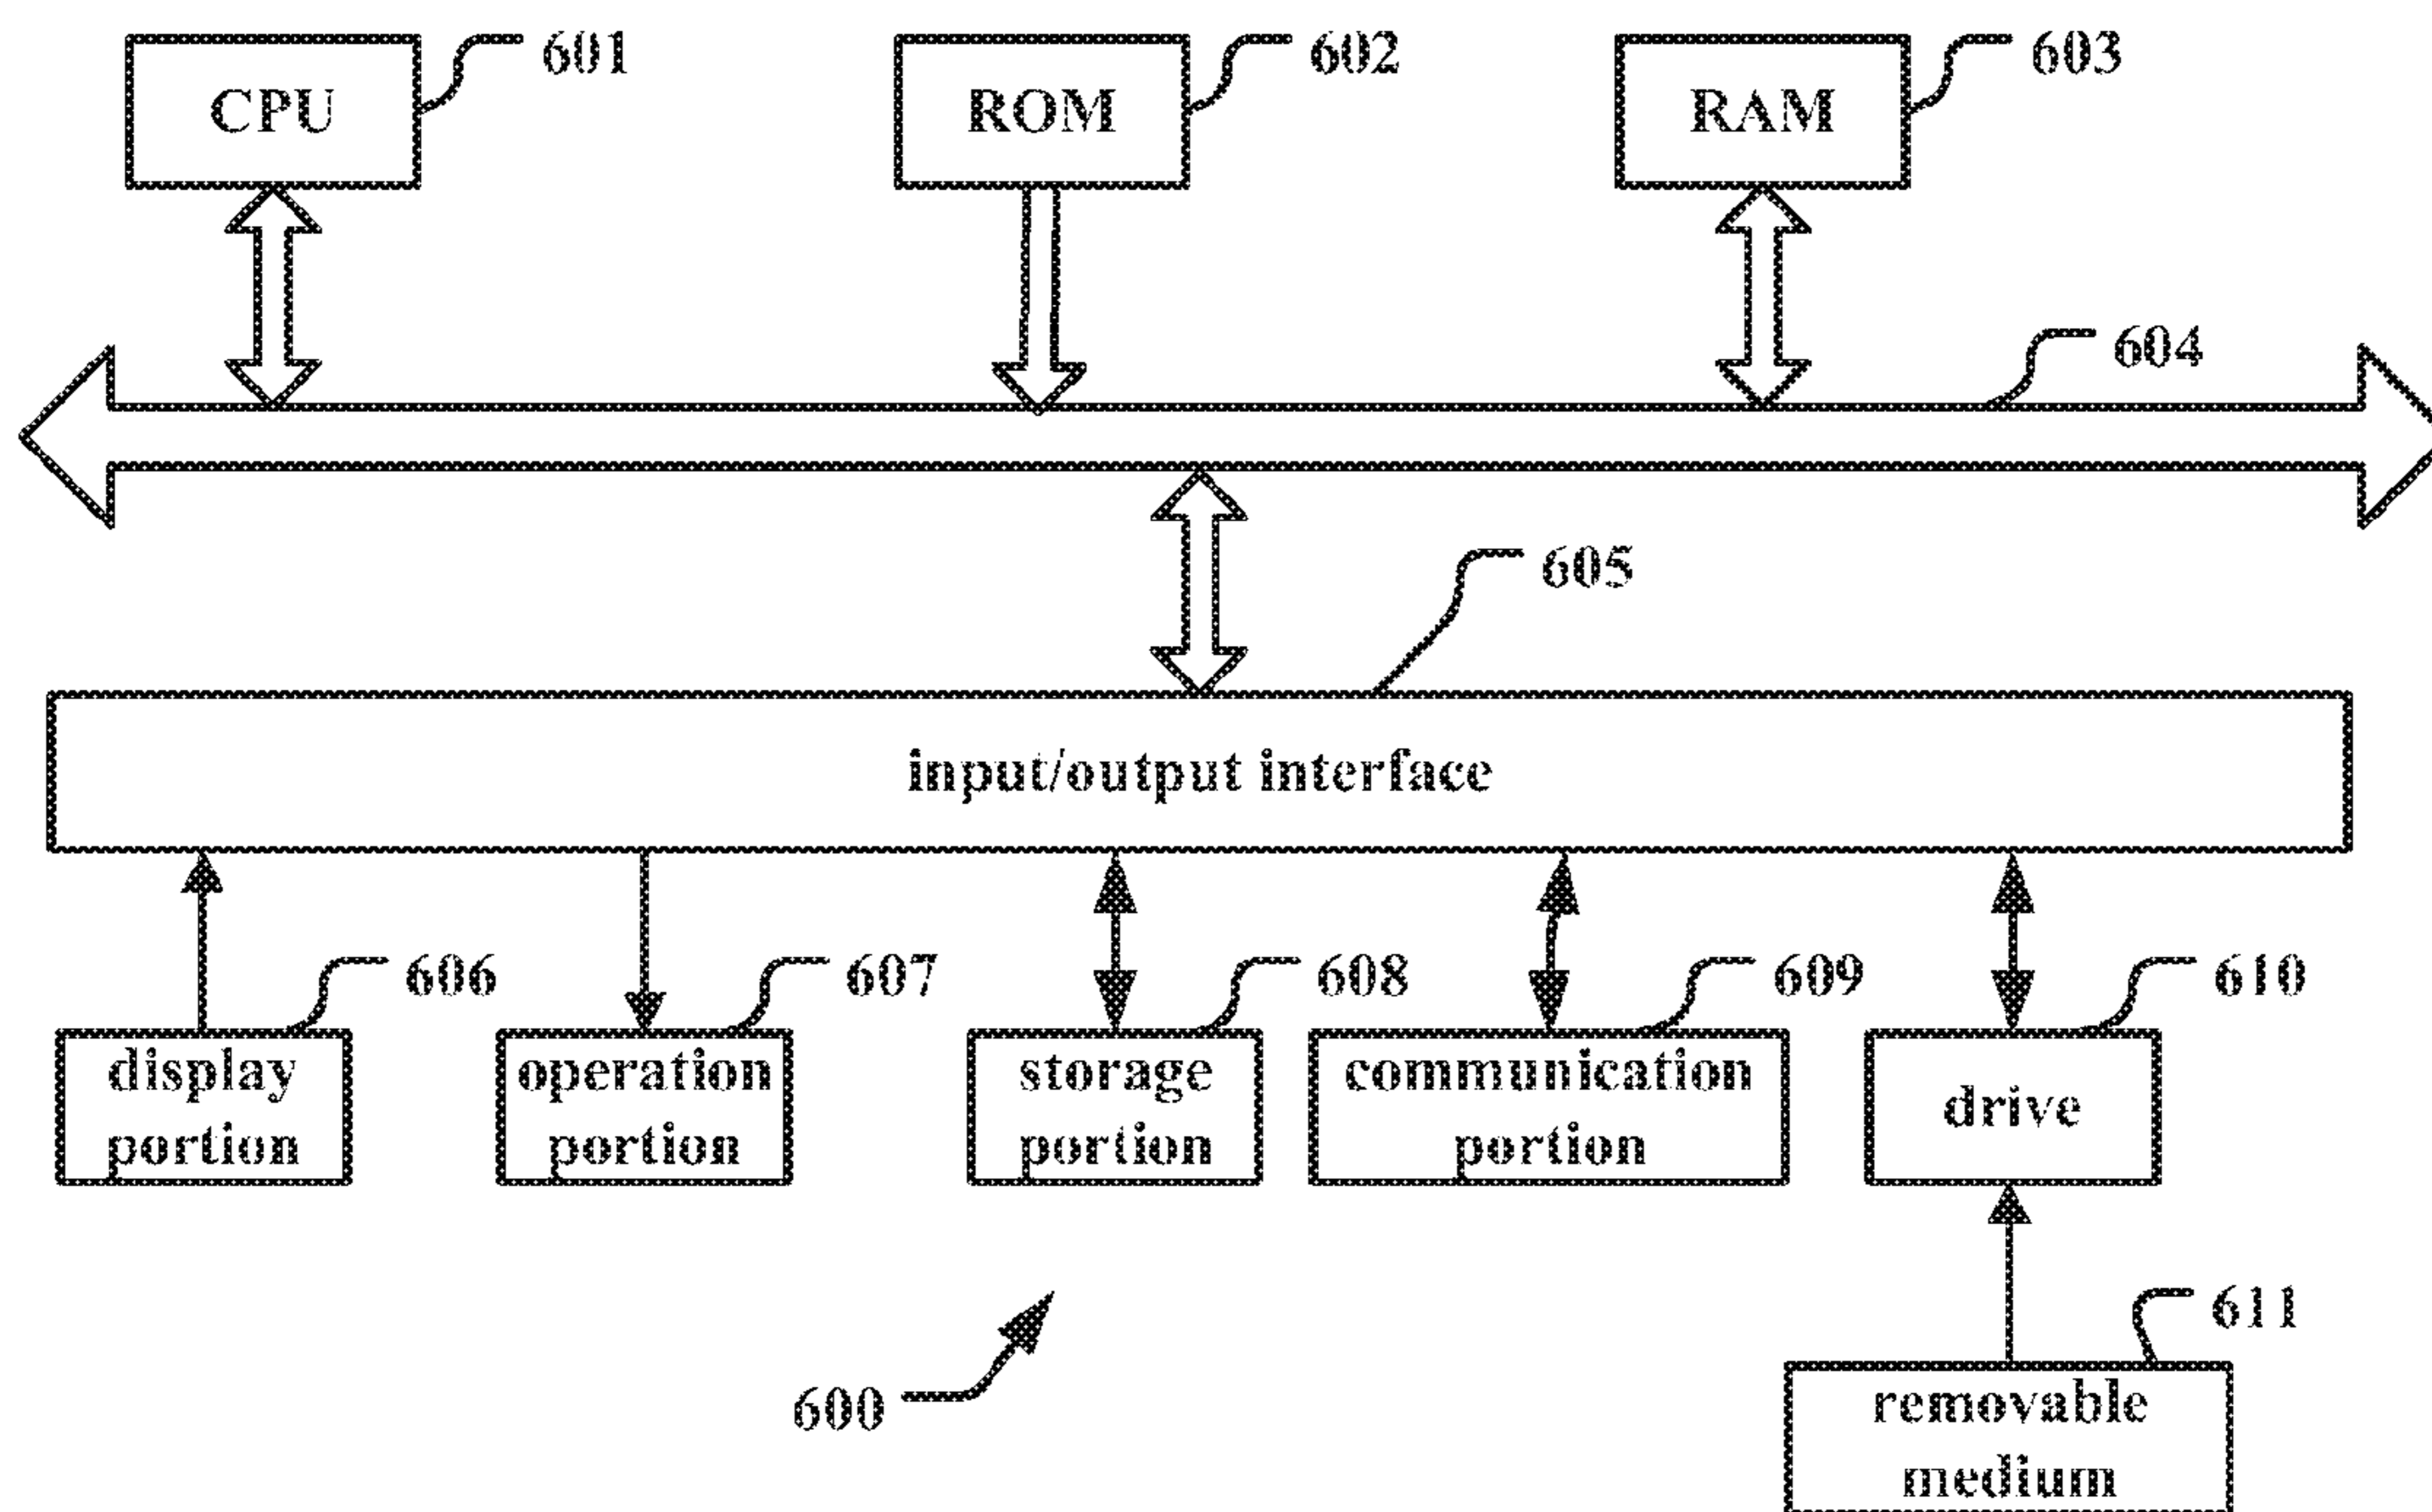 CPU
601
ROM
602
RAM
603
604
605
input/output interface
606
607
608
609
610
display
portion
operation
portion
storage
portion
communication
portion
drive
611
600
removable
medium